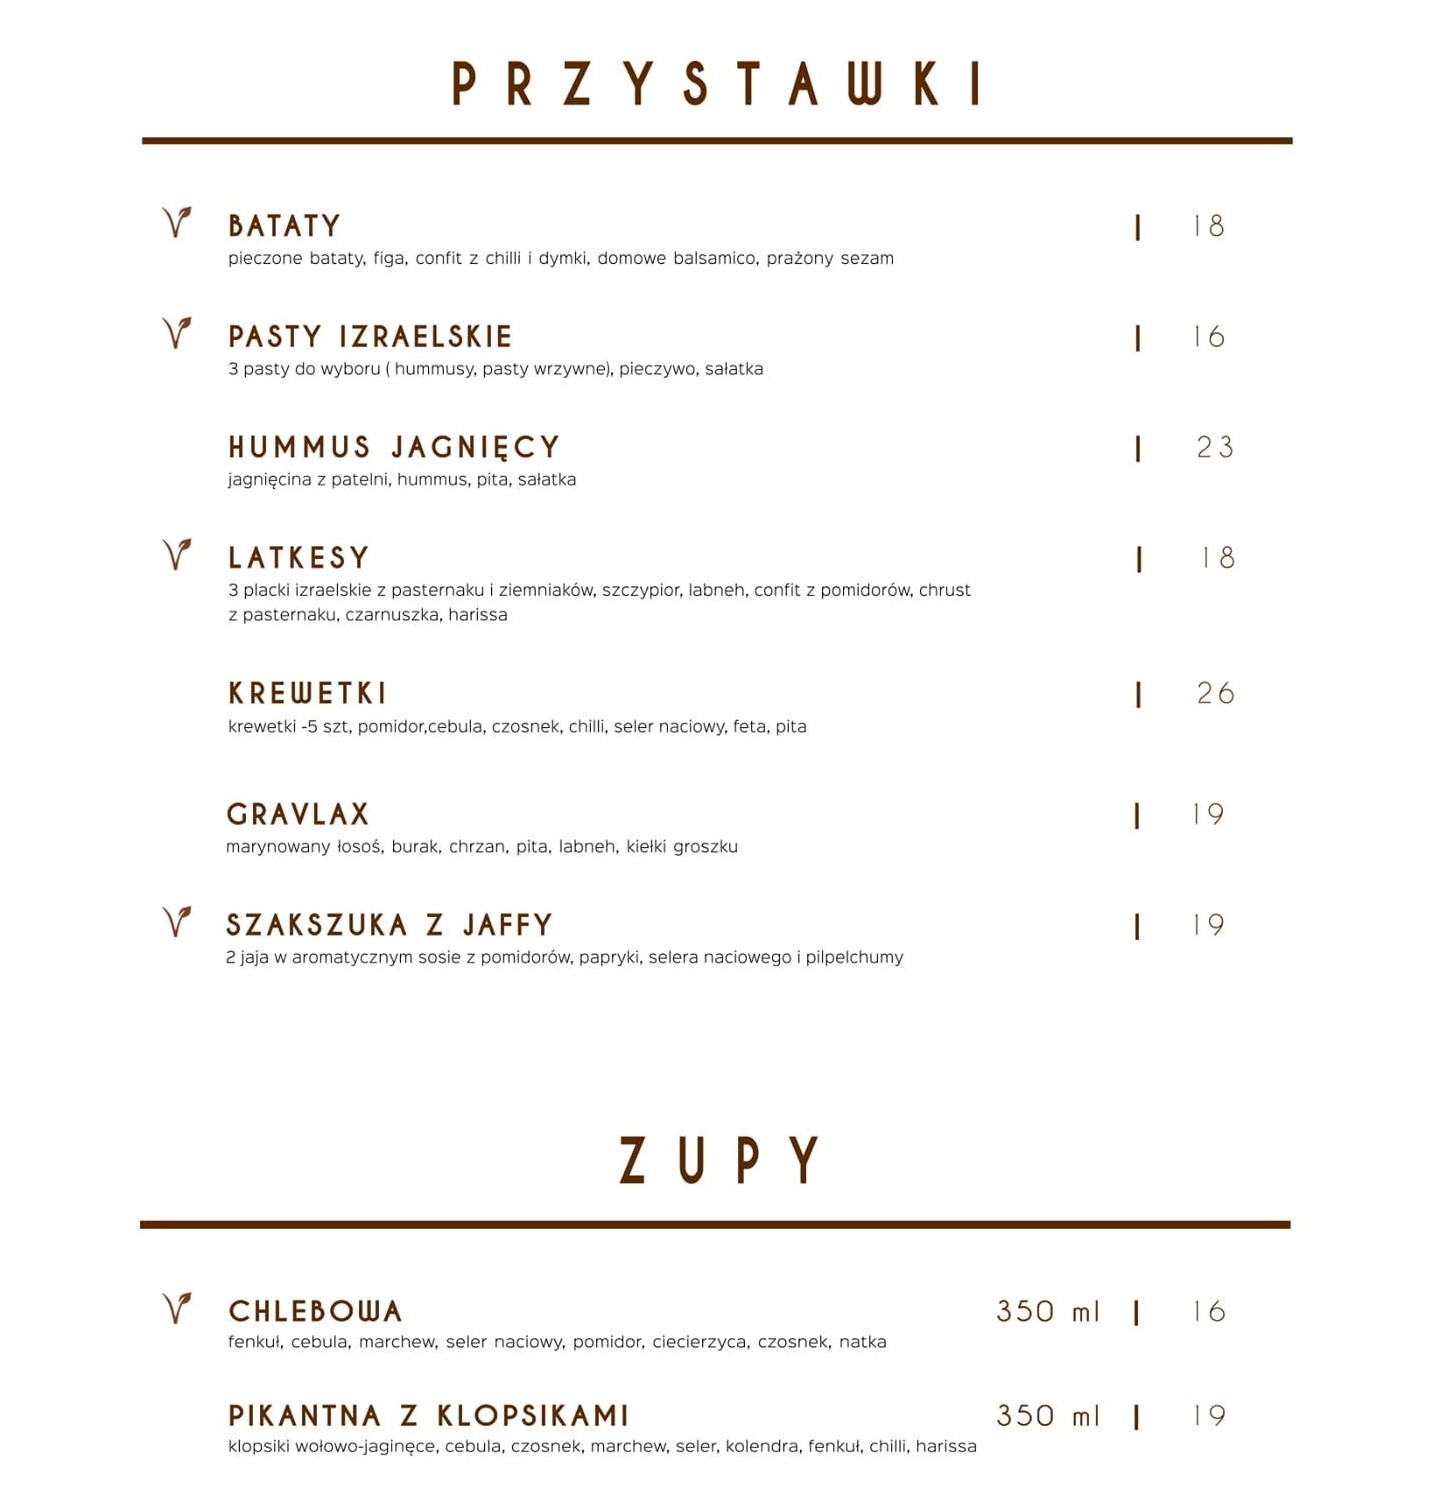 PRZYSTAWKI
BATATY | 18
pieczone bataty, figa, confit z chilli i dymki, domowe balsamico, prażony sezam
PASTY IZRAELSKIE | 16
3 pasty do wyboru ( hummusy, pasty wrzywne), pieczywo, sałatka
HUMMUS JAGNIĘCY | 23
jagnięcina z patelni, hummus, pita, sałatka
LATKESY | 18
3 placki izraelskie z pasternaku i ziemniaków, szczypior, labneh, confit z pomidorów, chrust
z pasternaku, czarnuszka, harissa
KREWETKI | 26
krewetki -5 szt, pomidor,cebula, czosnek, chilli, seler naciowy, feta, pita
GRAVLAX | 19
marynowany łosoś, burak, chrzan, pita, labneh, kiełki groszku
SZAKSZUKA Z JAFFY | 19
2 jaja w aromatycznym sosie z pomidorów, papryki, selera naciowego i pilpelchumy
ZUPY
CHLEBOWA 350 ml | 16
fenkuł, cebula, marchew, seler naciowy, pomidor, ciecierzyca, czosnek, natka
PIKANTNA Z KLOPSIKAMI 350 ml | 19
klopsiki wołowo-jaginęce, cebula, czosnek, marchew, seler, kolendra, fenkuł, chilli, harissa